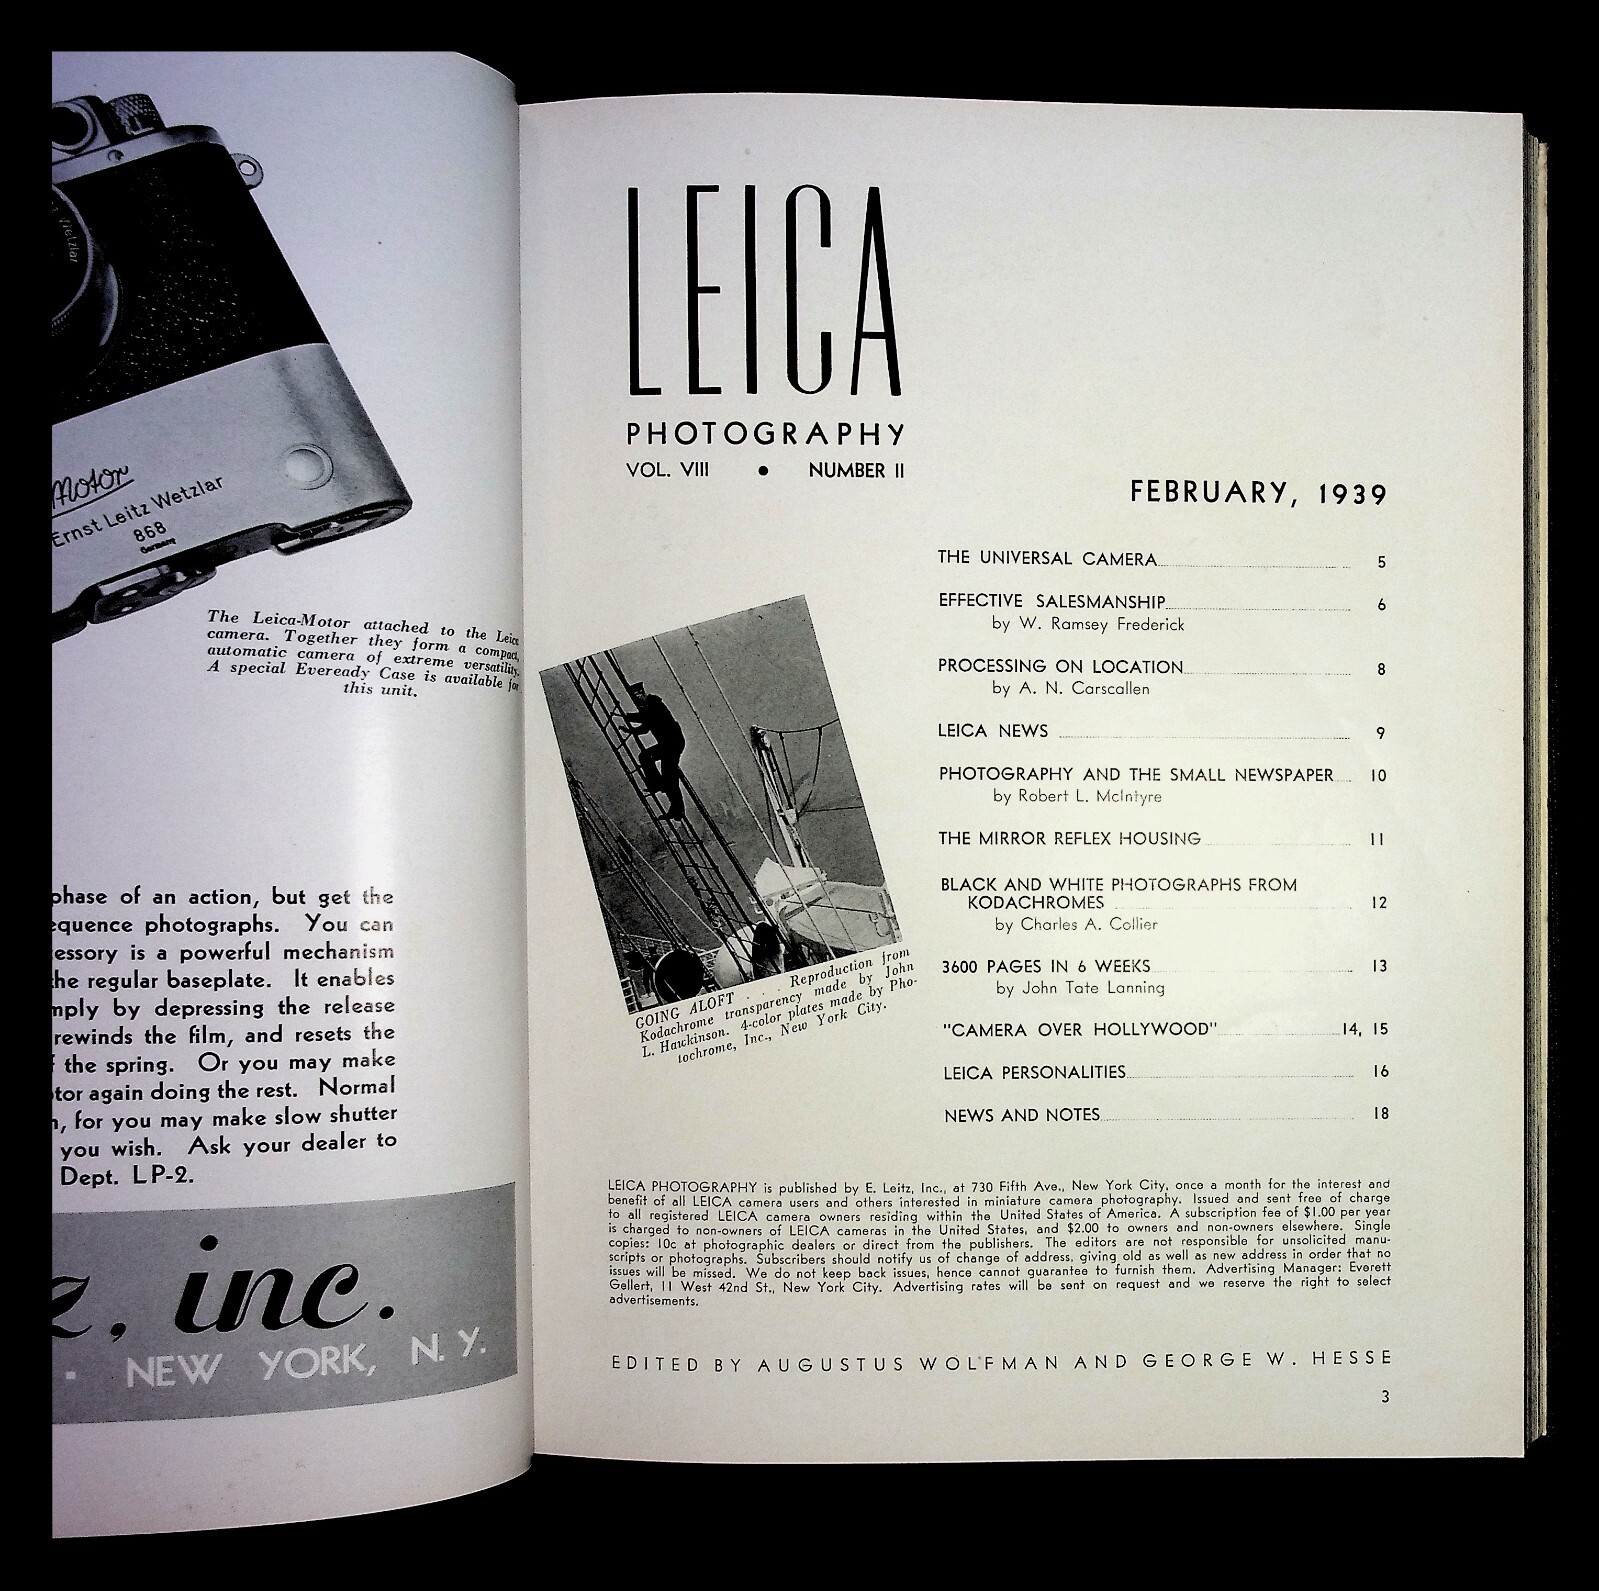 Wetzlar
Motor
Ernst Leitz Wetzlar
868
Germany
The Leica-Motor attached to the Leica
camera. Together they form a compact,
automatic camera of extreme versatility.
A special Eveready Case is available for
this unit.
phase of an action, but get the
equence photographs. You can
essory is a powerful mechanism
the regular baseplate. It enables
mply by depressing the release
rewinds the film, and resets the
the spring. Or you may make
tor again doing the rest. Normal
, for you may make slow shutter
you wish. Ask your dealer to
Dept. LP-2.
z, inc.
NEW YORK, N. Y.
LEICA
PHOTOGRAPHY
VOL. VIII • NUMBER II
FEBRUARY, 1939
THE UNIVERSAL CAMERA 5
EFFECTIVE SALESMANSHIP 6
by W. Ramsey Frederick
PROCESSING ON LOCATION 8
by A. N. Carscallen
LEICA NEWS 9
PHOTOGRAPHY AND THE SMALL NEWSPAPER 10
by Robert L. McIntyre
THE MIRROR REFLEX HOUSING 11
BLACK AND WHITE PHOTOGRAPHS FROM
KODACHROMES 12
by Charles A. Collier
3600 PAGES IN 6 WEEKS 13
by John Tate Lanning
"CAMERA OVER HOLLYWOOD" 14, 15
LEICA PERSONALITIES 16
NEWS AND NOTES 18
GOING ALOFT . . . Reproduction from
Kodachrome transparency made by John
L. Hawkinson. 4-color plates made by Pho-
tochrome, Inc., New York City.
LEICA PHOTOGRAPHY is published by E. Leitz, Inc., at 730 Fifth Ave., New York City, once a month for the interest and
benefit of all LEICA camera users and others interested in miniature camera photography. Issued and sent free of charge
to all registered LEICA camera owners residing within the United States of America. A subscription fee of $1.00 per year
is charged to non-owners of LEICA cameras in the United States, and $2.00 to owners and non-owners elsewhere. Single
copies: 10c at photographic dealers or direct from the publishers. The editors are not responsible for unsolicited manu-
scripts or photographs. Subscribers should notify us of change of address, giving old as well as new address in order that no
issues will be missed. We do not keep back issues, hence cannot guarantee to furnish them. Advertising Manager: Everett
Gellert, 11 West 42nd St., New York City. Advertising rates will be sent on request and we reserve the right to select
advertisements.
EDITED BY AUGUSTUS WOLFMAN AND GEORGE W. HESSE
3